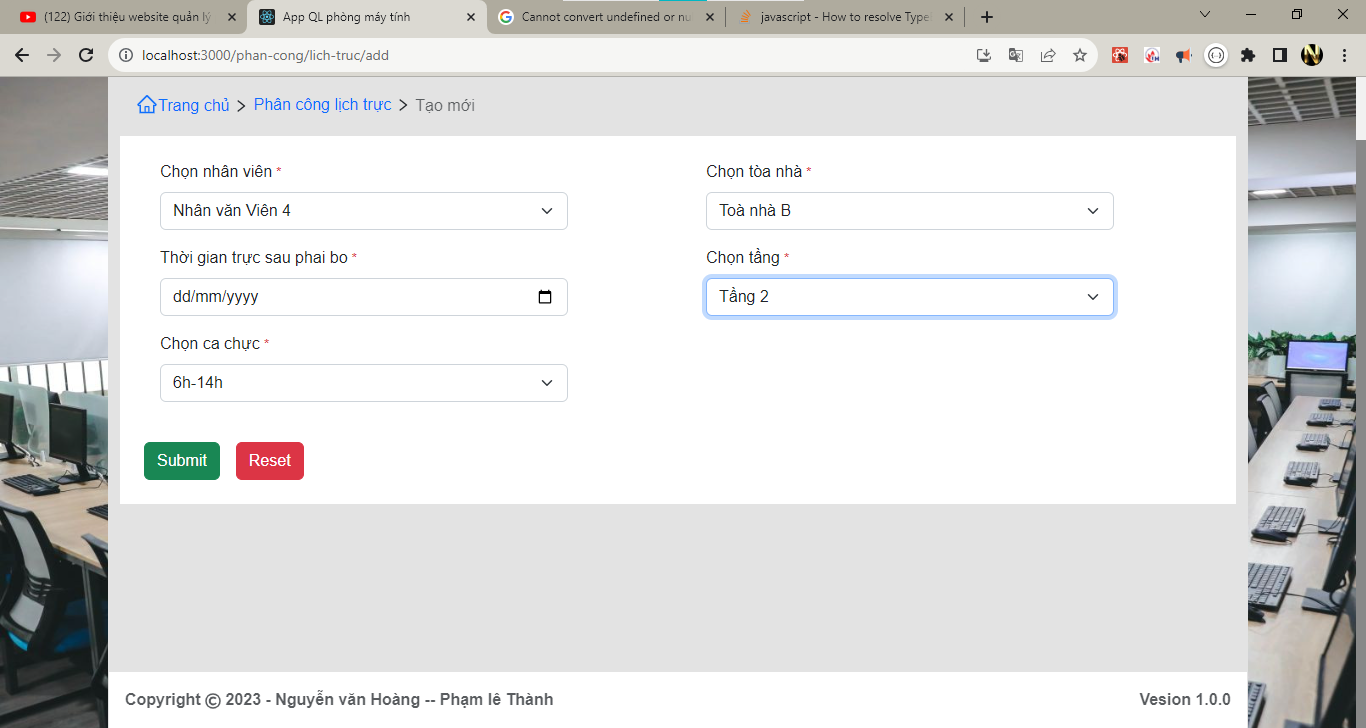 (122) Giới thiệu website quản lý
App QL phòng máy tính
Cannot convert undefined or nu
javascript - How to resolve Type
localhost:3000/phan-cong/lich-truc/add
Trang chủ > Phân công lịch trực > Tạo mới
Chọn nhân viên *
Chọn tòa nhà *
Nhân văn Viên 4
Toà nhà B
Thời gian trực sau phai bo *
Chọn tầng *
dd/mm/yyyy
Tầng 2
Chọn ca chực *
6h-14h
Submit
Reset
Copyright © 2023 - Nguyễn văn Hoàng -- Phạm lê Thành
Vesion 1.0.0